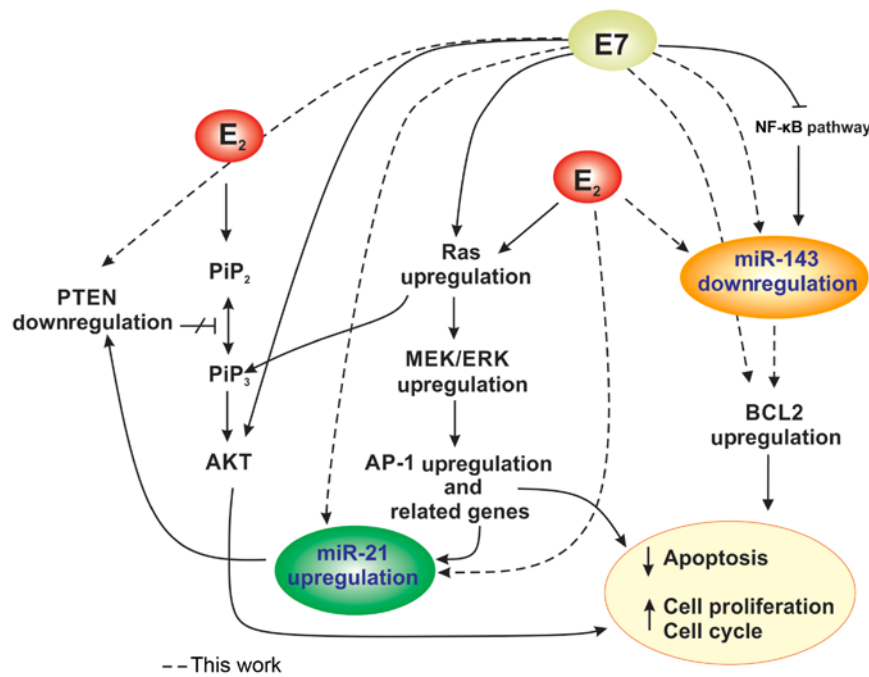 E7
E2
NF-κB pathway
E2
Ras
upregulation
miR-143
downregulation
PiP2
PTEN
downregulation
PiP3
MEK/ERK
upregulation
BCL2
upregulation
AKT
AP-1 upregulation
and
related genes
miR-21
upregulation
Apoptosis
Cell proliferation
Cell cycle
--This work